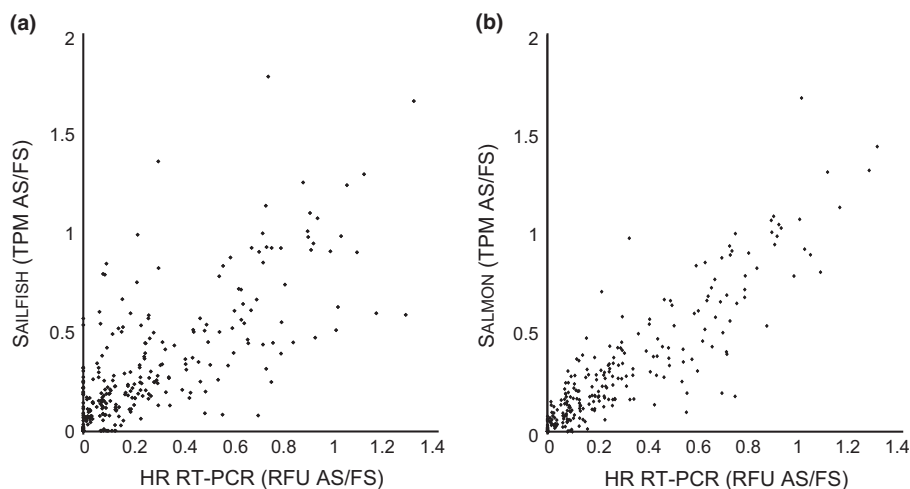 (a)
2
1.5
1
0.5
0
SAILFISH (TPM AS/FS)
0 0.2 0.4 0.6 0.8 1 1.2 1.4
HR RT-PCR (RFU AS/FS)
(b)
2
1.5
1
0.5
0
SALMON (TPM AS/FS)
0 0.2 0.4 0.6 0.8 1 1.2 1.4
HR RT-PCR (RFU AS/FS)